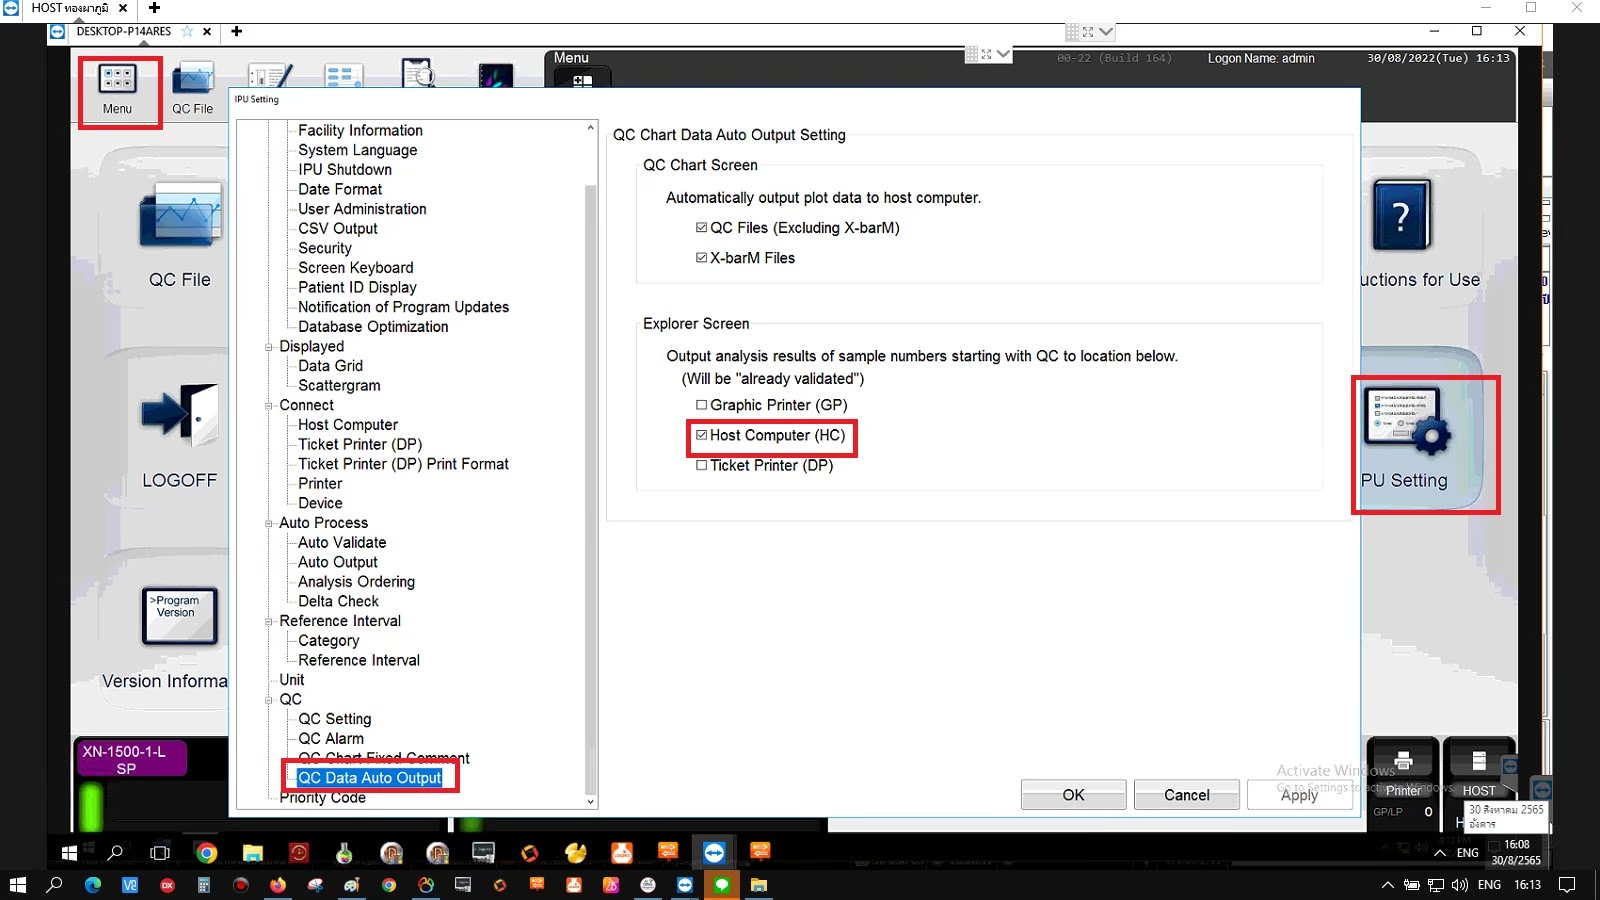 HOST ทองผาภูมิ
DESKTOP-P14ARES
Menu
QC File
Menu
00-22 (Build 164)
Logon Name: admin
30/08/2022(Tue) 16:13
IPU Setting
Facility Information
System Language
IPU Shutdown
Date Format
User Administration
CSV Output
Security
Screen Keyboard
Patient ID Display
Notification of Program Updates
Database Optimization
Displayed
Data Grid
Scattergram
Connect
Host Computer
Ticket Printer (DP)
Ticket Printer (DP) Print Format
Printer
Device
Auto Process
Auto Validate
Auto Output
Analysis Ordering
Delta Check
Reference Interval
Category
Reference Interval
Unit
QC
QC Setting
QC Alarm
QC Chart Fixed Comment
QC Data Auto Output
Priority Code
QC Chart Data Auto Output Setting
QC Chart Screen
Automatically output plot data to host computer.
QC Files (Excluding X-barM)
X-barM Files
Explorer Screen
Output analysis results of sample numbers starting with QC to location below.
(Will be "already validated")
Graphic Printer (GP)
Host Computer (HC)
Ticket Printer (DP)
OK
Cancel
Apply
QC File
LOGOFF
>Program
Version
Version Informa
uctions for Use
PU Setting
XN-1500-1-L
SP
Activate Windows
Go to Settings to activate Windows.
Printer
GP/LP 0
HOST
30 สิงหาคม 2565
อังคาร
ENG
16:08
30/8/2565
ENG
16:13